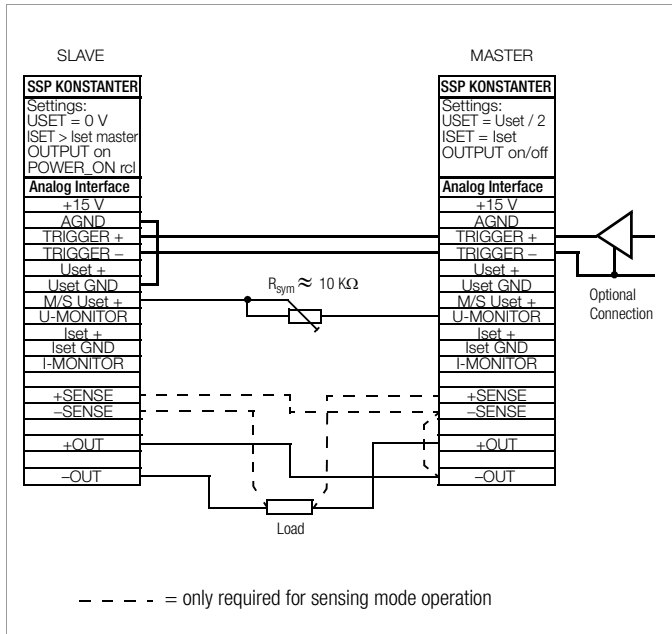 SLAVE
SSP KONSTANTER
Settings:
USET = 0 V
ISET > Iset master
OUTPUT on
POWER_ON rcl
Analog Interface
+15 V
AGND
TRIGGER +
TRIGGER –
Uset +
Uset GND
M/S Uset +
U-MONITOR
Iset +
Iset GND
I-MONITOR
+SENSE
–SENSE
+OUT
–OUT
Rsym ≈ 10 KΩ
Load
MASTER
SSP KONSTANTER
Settings:
USET = Uset / 2
ISET = Iset
OUTPUT on/off
Analog Interface
+15 V
AGND
TRIGGER +
TRIGGER –
Uset +
Uset GND
M/S Uset +
U-MONITOR
Iset +
Iset GND
I-MONITOR
+SENSE
–SENSE
+OUT
–OUT
Optional
Connection
= only required for sensing mode operation